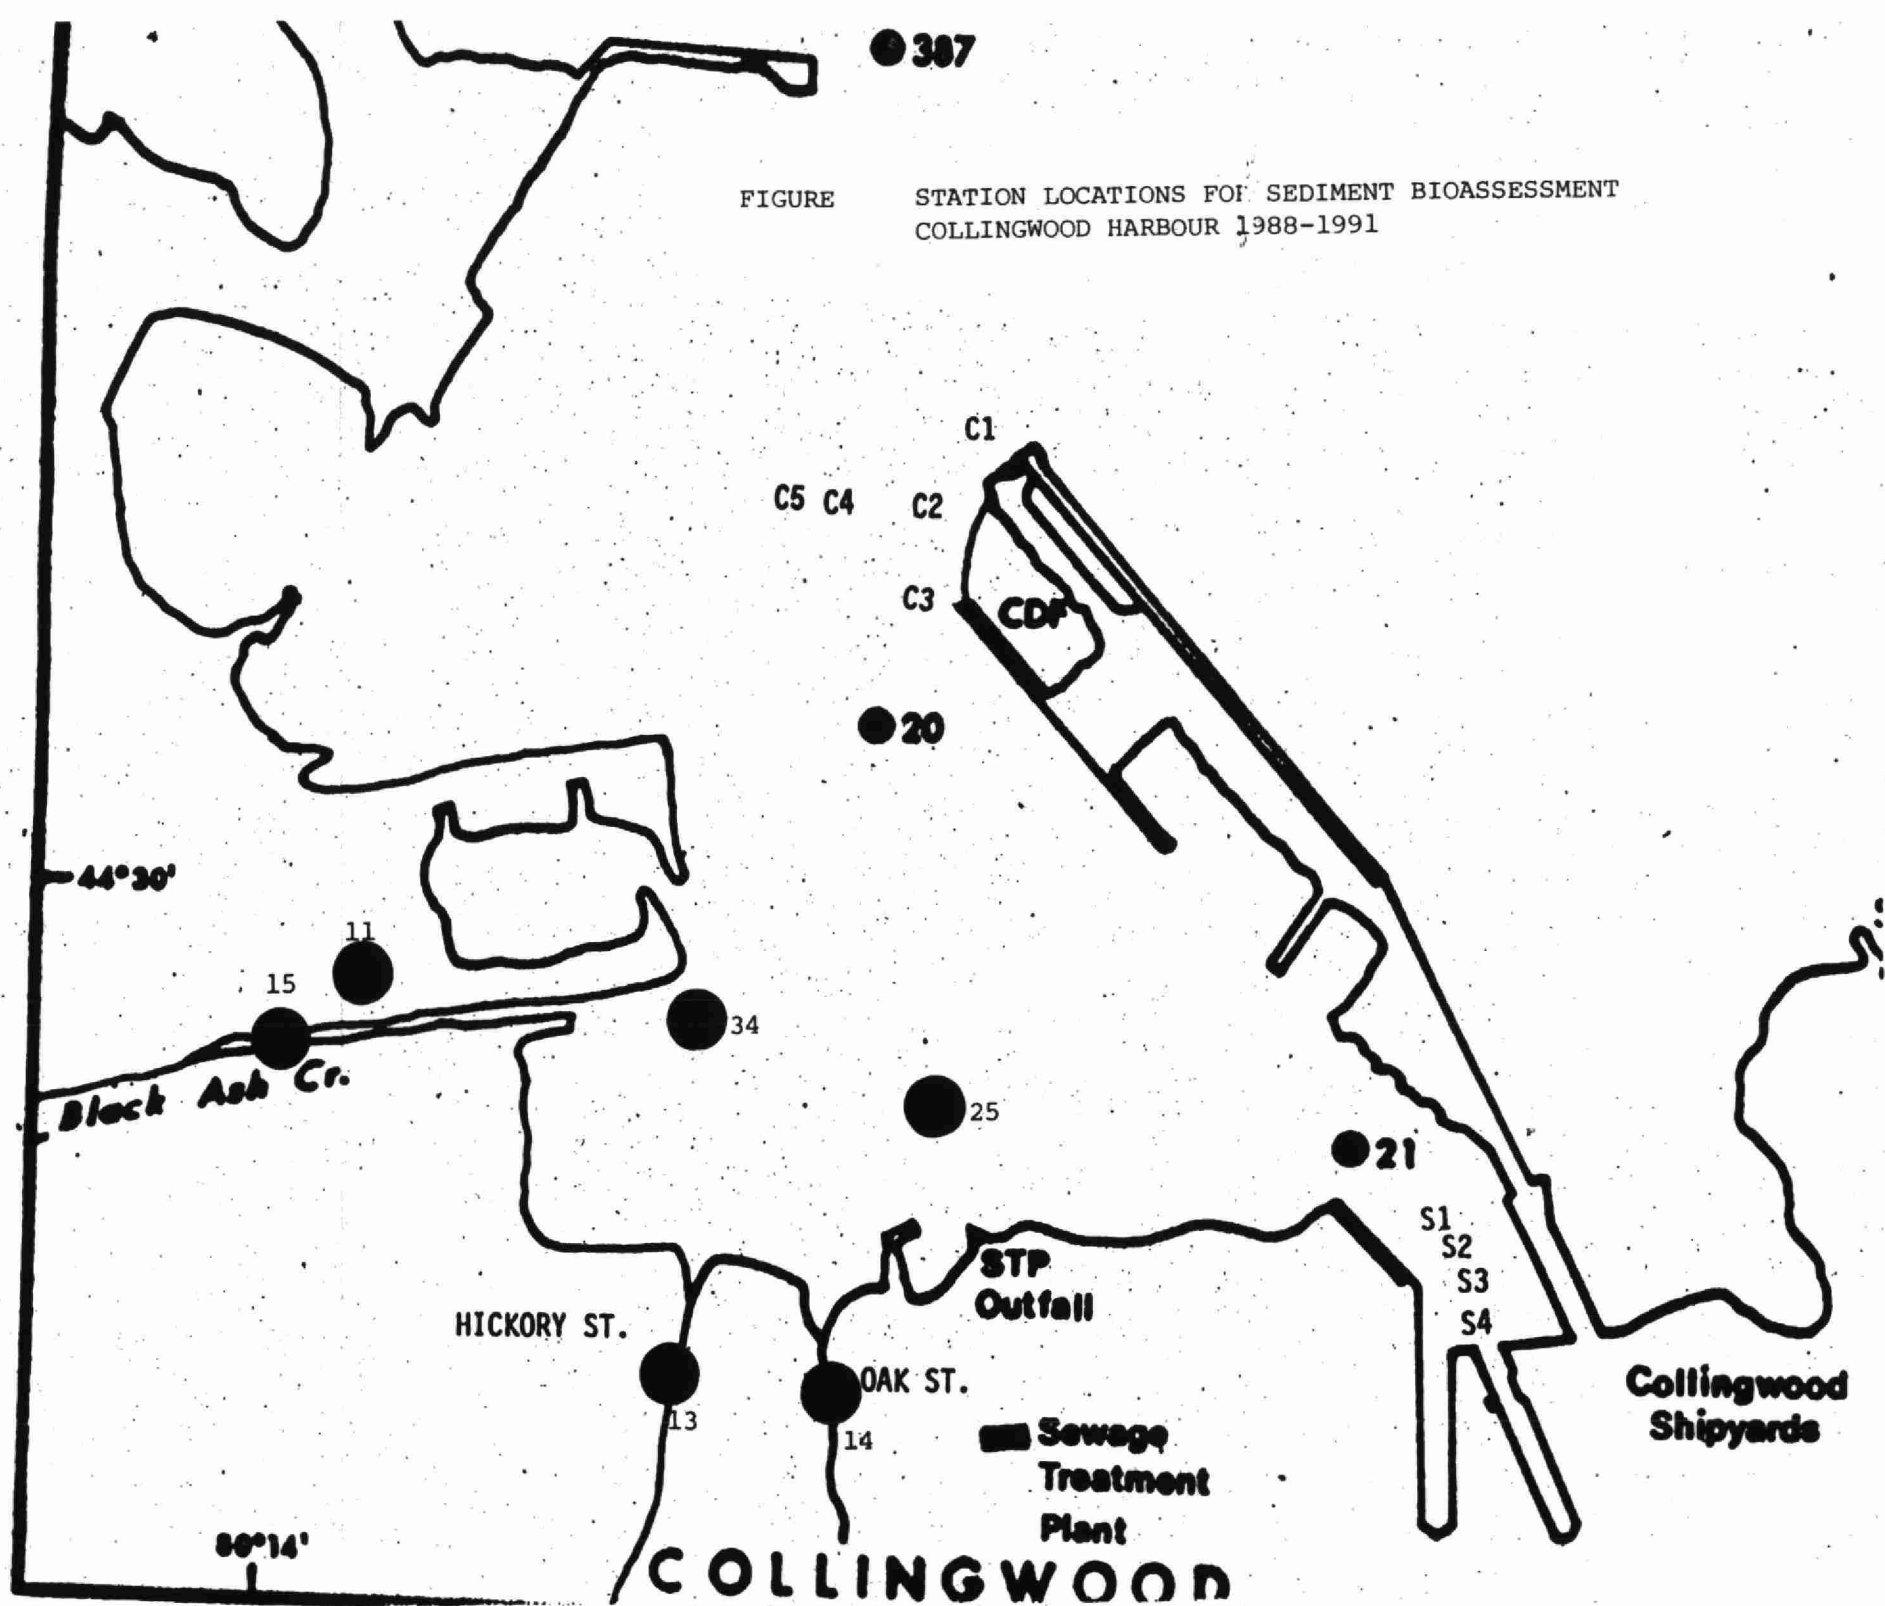 307
FIGURE STATION LOCATIONS FOR SEDIMENT BIOASSESSMENT
COLLINGWOOD HARBOUR 1988-1991
C1
C5 C4 C2
C3
CDF
20
44°30'
11
15
34
Black Ash Cr.
25
21
S1
S2
STP
Outfall
S3
S4
HICKORY ST.
OAK ST.
13
14
Collingwood
Shipyards
Sewage
Treatment
Plant
80°14'
COLLINGWOOD